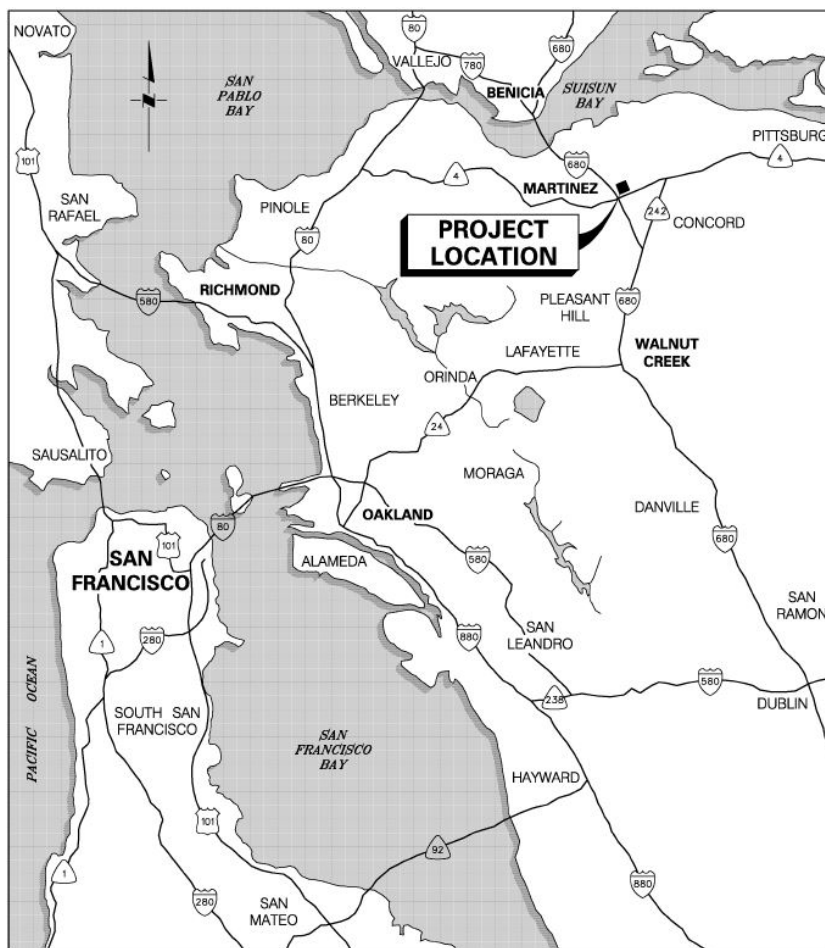 NOVATO
80
VALLEJO
780
680
SAN
PABLO
BAY
BENICIA
SUISUN
BAY
PITTSBURG
101
680
4
4
MARTINEZ
SAN
RAFAEL
PINOLE
242
CONCORD
80
PROJECT
LOCATION
RICHMOND
580
PLEASANT
HILL
680
WALNUT
CREEK
LAFAYETTE
ORINDA
BERKELEY
24
SAUSALITO
MORAGA
DANVILLE
OAKLAND
80
101
680
SAN
FRANCISCO
ALAMEDA
580
SAN
RAMON
880
SAN
LEANDRO
1
280
580
238
DUBLIN
PACIFIC OCEAN
SOUTH SAN
FRANCISCO
SAN
FRANCISCO
BAY
HAYWARD
101
92
1
880
280
SAN
MATEO